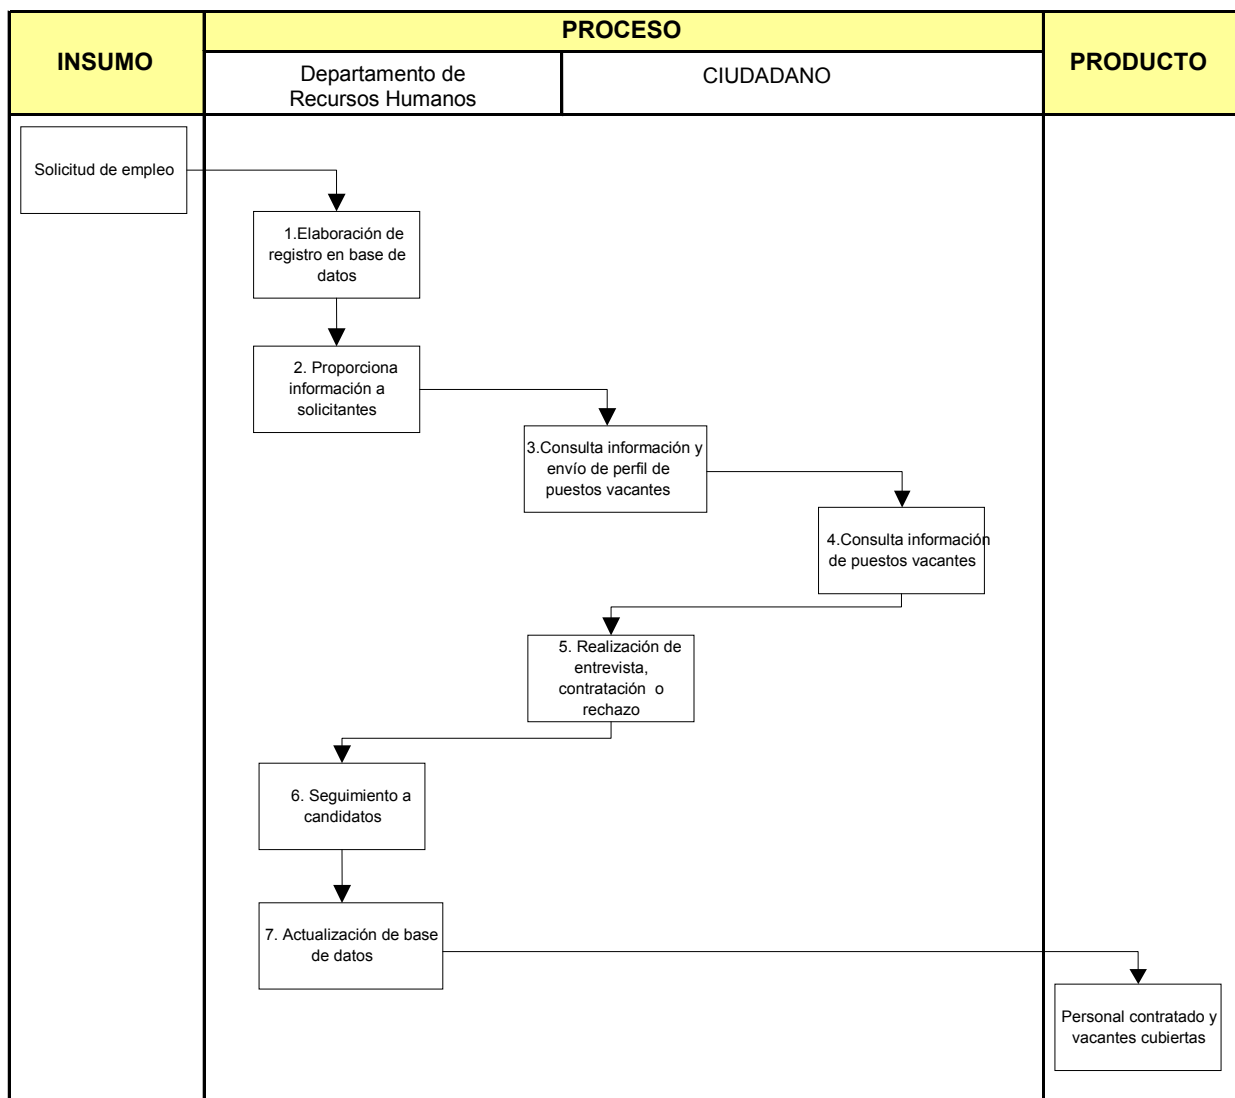 INSUMO
PROCESO
PRODUCTO
Departamento de
Recursos Humanos
CIUDADANO
Solicitud de empleo
1.Elaboración de
registro en base de
datos
2. Proporciona
información a
solicitantes
3.Consulta información y
envío de perfil de
puestos vacantes
4.Consulta información
de puestos vacantes
5. Realización de
entrevista,
contratación o
rechazo
6. Seguimiento a
candidatos
7. Actualización de base
de datos
Personal contratado y
vacantes cubiertas